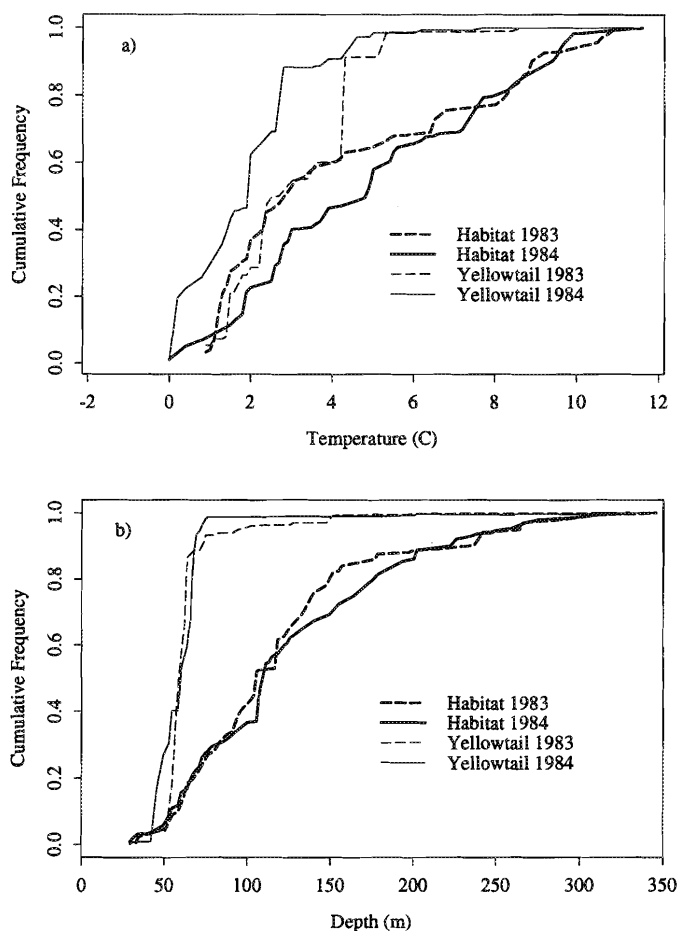 a)
Cumulative Frequency
1.0
0.8
0.6
0.4
0.2
0.0
Habitat 1983
Habitat 1984
Yellowtail 1983
Yellowtail 1984
-2 0 2 4 6 8 10 12
Temperature (C)
b)
Cumulative Frequency
1.0
0.8
0.6
0.4
0.2
0.0
Habitat 1983
Habitat 1984
Yellowtail 1983
Yellowtail 1984
0 50 100 150 200 250 300 350
Depth (m)